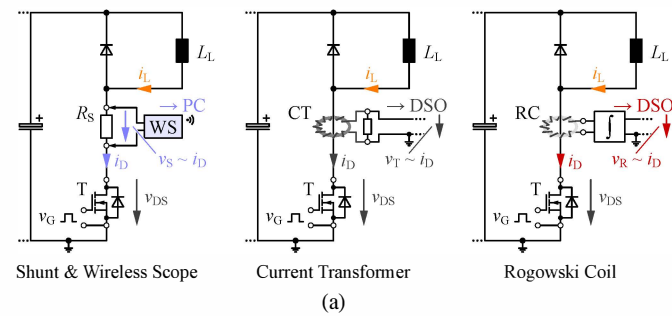 L_L L_L L_L
i_L i_L i_L
→ PC → DSO → DSO
R_S WS CT RC ∫
+ + +
i_D v_S ~ i_D i_D v_T ~ i_D i_D v_R ~ i_D
T T T
v_G v_DS v_G v_DS v_G v_DS
Shunt & Wireless Scope Current Transformer Rogowski Coil
(a)